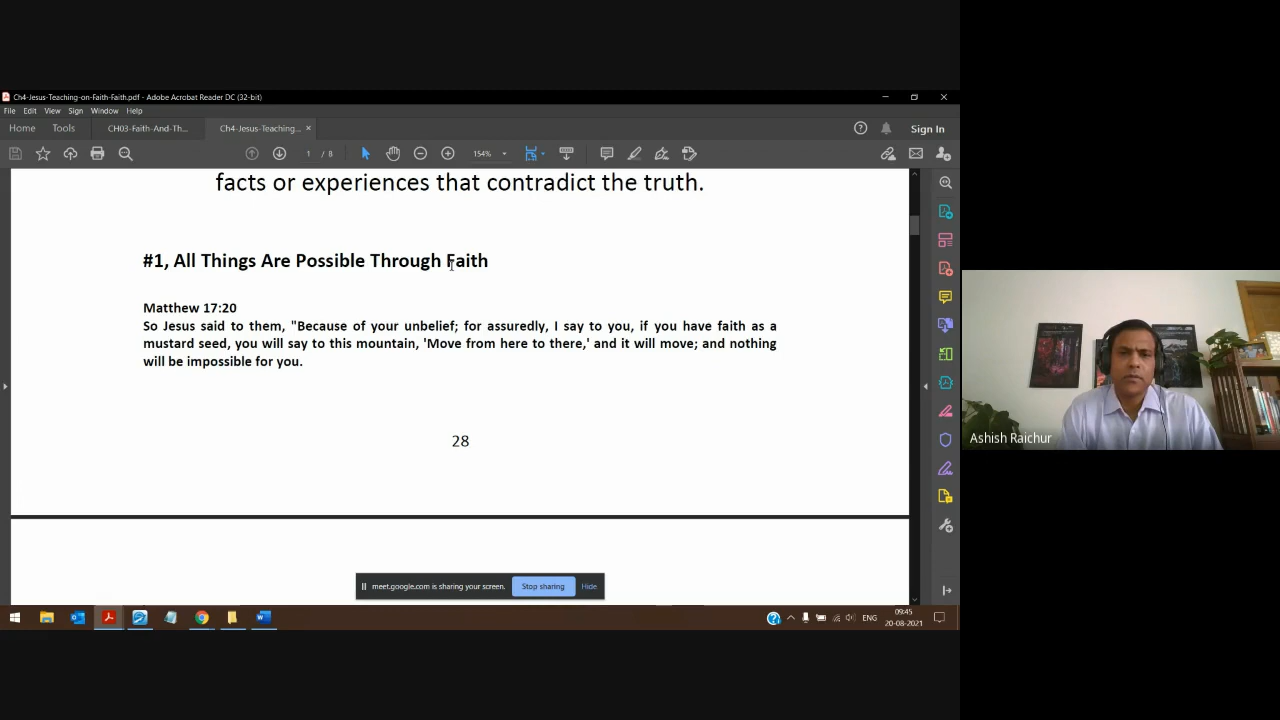 Ch4-Jesus-Teaching-on-Faith-Faith.pdf - Adobe Acrobat Reader DC (32-bit)
File Edit View Sign Window Help
Home Tools CH03-Faith-And-Th... Ch4-Jesus-Teaching... × Sign In
1 / 8 154%
facts or experiences that contradict the truth.
#1, All Things Are Possible Through Faith
Matthew 17:20
So Jesus said to them, "Because of your unbelief; for assuredly, I say to you, if you have faith as a
mustard seed, you will say to this mountain, 'Move from here to there,' and it will move; and nothing
will be impossible for you.
28
meet.google.com is sharing your screen. Stop sharing Hide
ENG
09:45
20-08-2021
Ashish Raichur